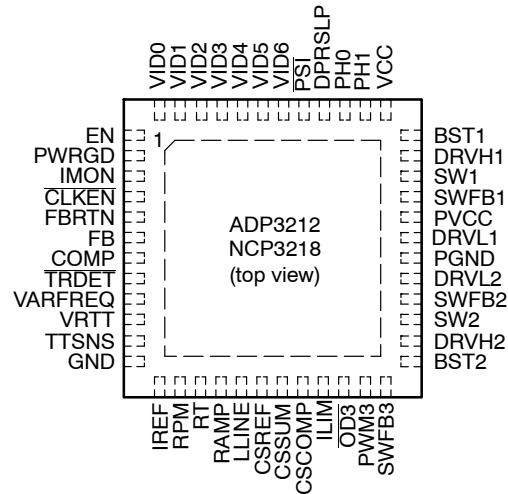 VID0
VID1
VID2
VID3
VID4
VID5
VID6
PSI
DPRSLP
PH0
PH1
VCC
EN
PWRGD
IMON
CLKEN
FBRTN
FB
COMP
TRDET
VARFREQ
VRTT
TTSNS
GND
1
ADP3212
NCP3218
(top view)
BST1
DRVH1
SW1
SWFB1
PVCC
DRVL1
PGND
DRVL2
SWFB2
SW2
DRVH2
BST2
IREF
RPM
RT
RAMP
LLINE
CSREF
CSSUM
CSCOMP
ILIM
OD3
PWM3
SWFB3